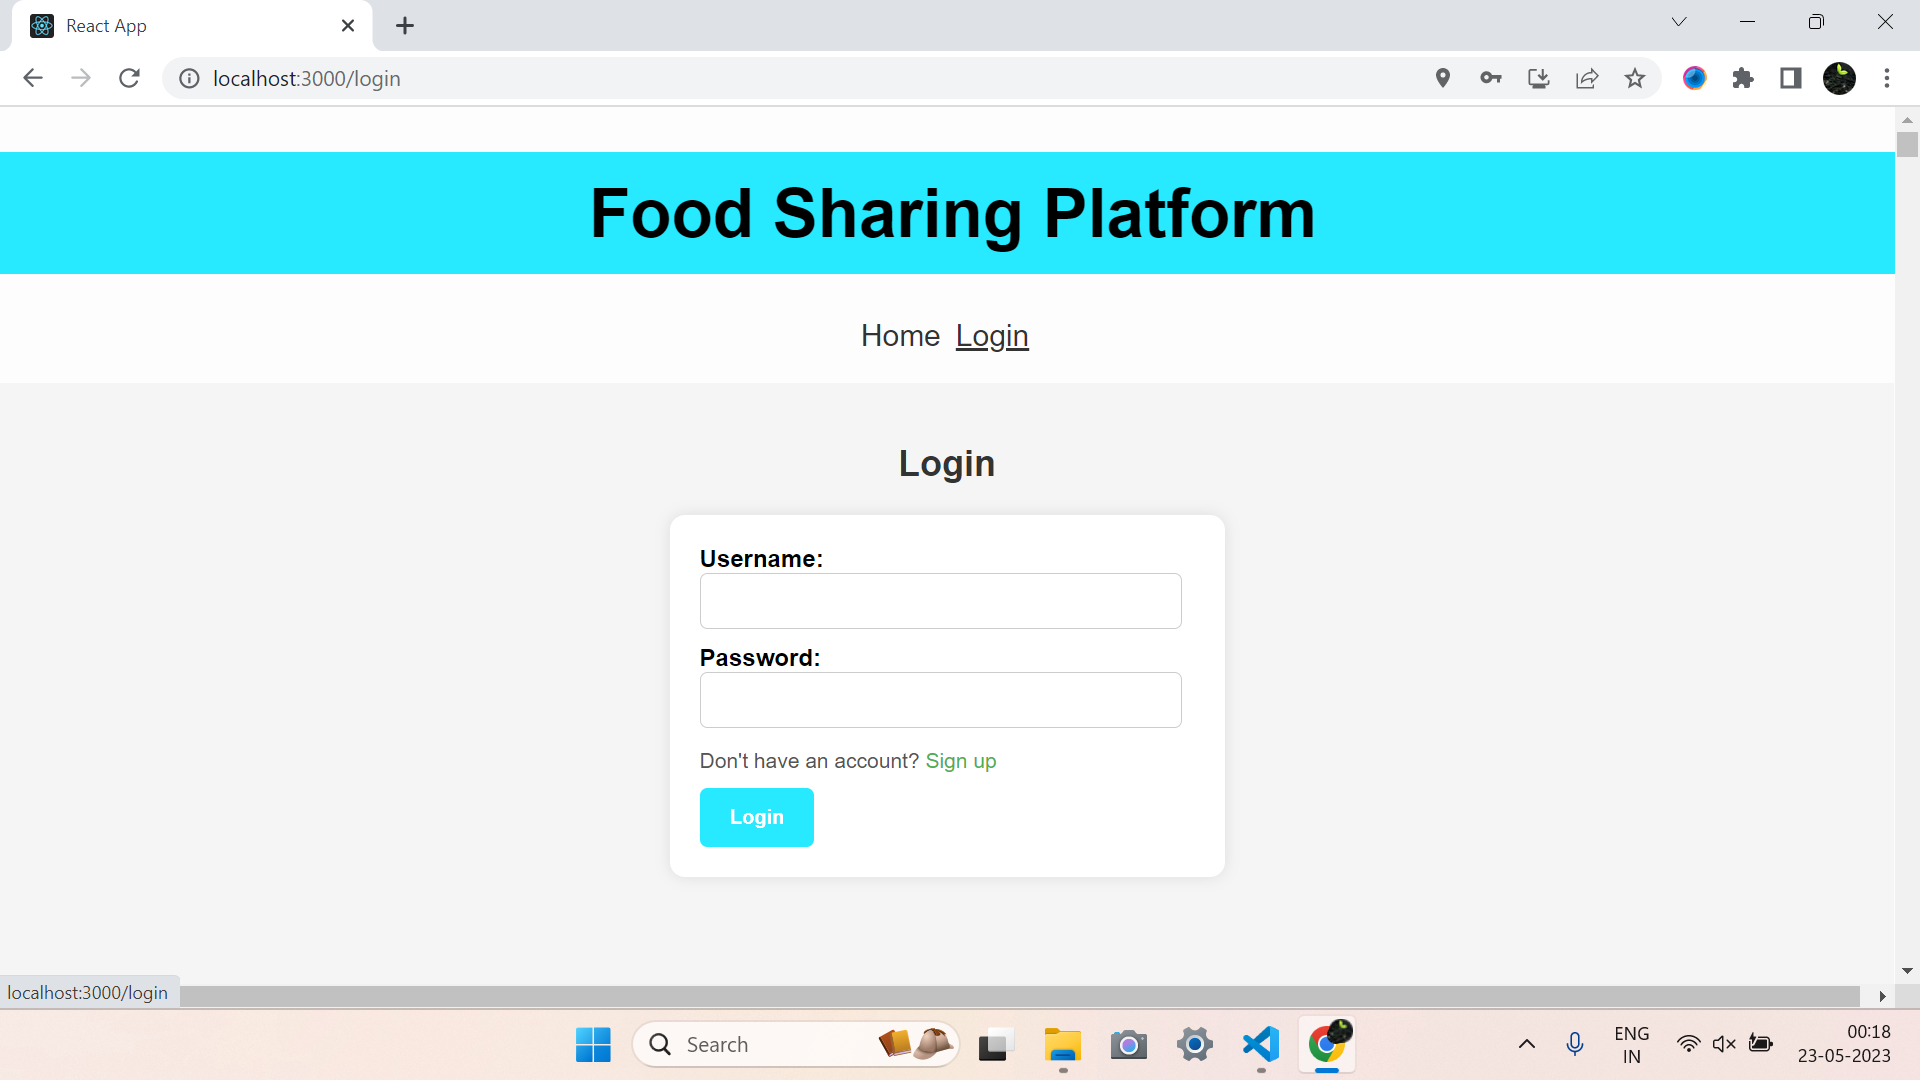 React App
localhost:3000/login
Food Sharing Platform
Home Login
Login
Username:
Password:
Don't have an account? Sign up
Login
localhost:3000/login
Search
ENG
IN
00:18
23-05-2023